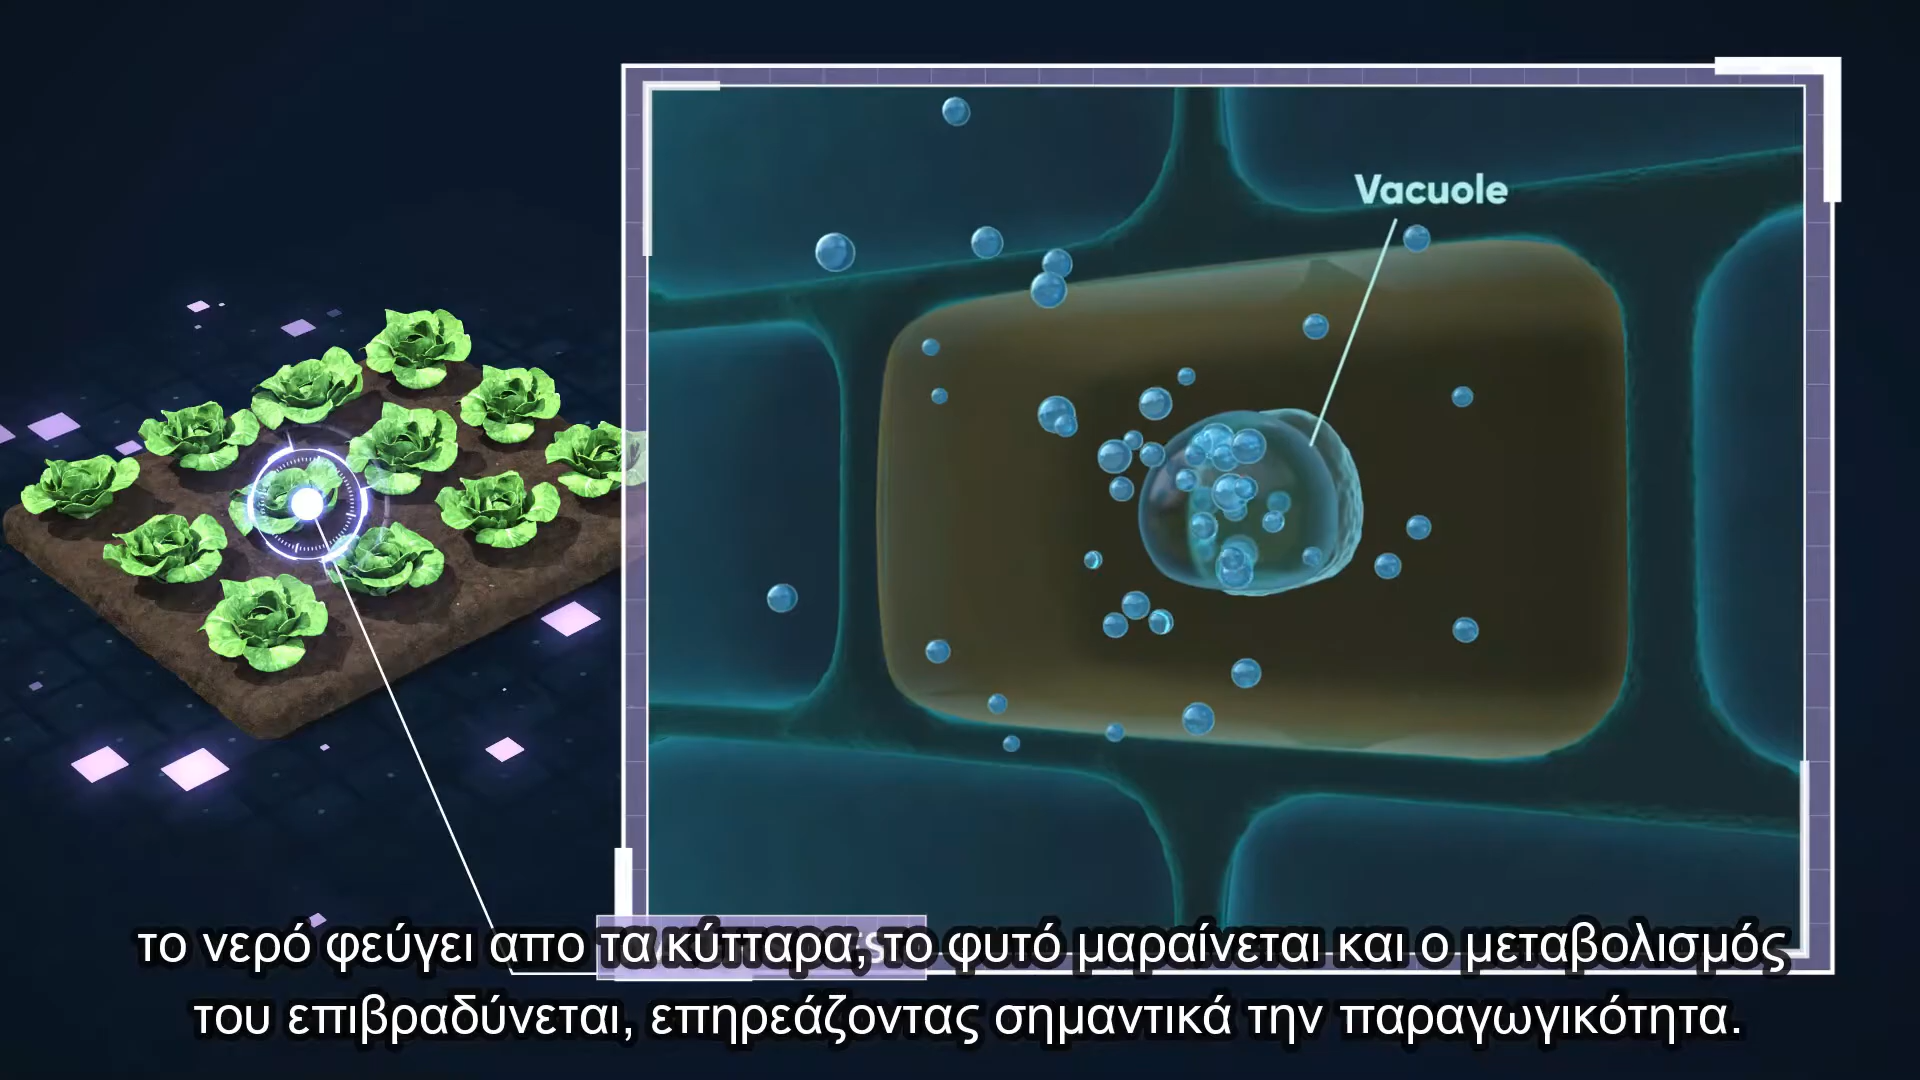 Vacuole
το νερό φεύγει απο τα κύτταρα, το φυτό μαραίνεται και ο μεταβολισμός
του επιβραδύνεται, επηρεάζοντας σημαντικά την παραγωγικότητα.